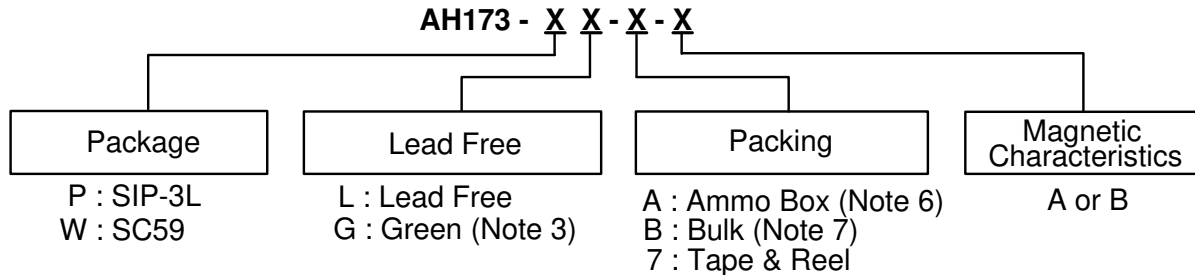 AH173 - X X - X - X
Package
Lead Free
Packing
Magnetic
Characteristics
P : SIP-3L
W : SC59
L : Lead Free
G : Green (Note 3)
A : Ammo Box (Note 6)
B : Bulk (Note 7)
7 : Tape & Reel
A or B